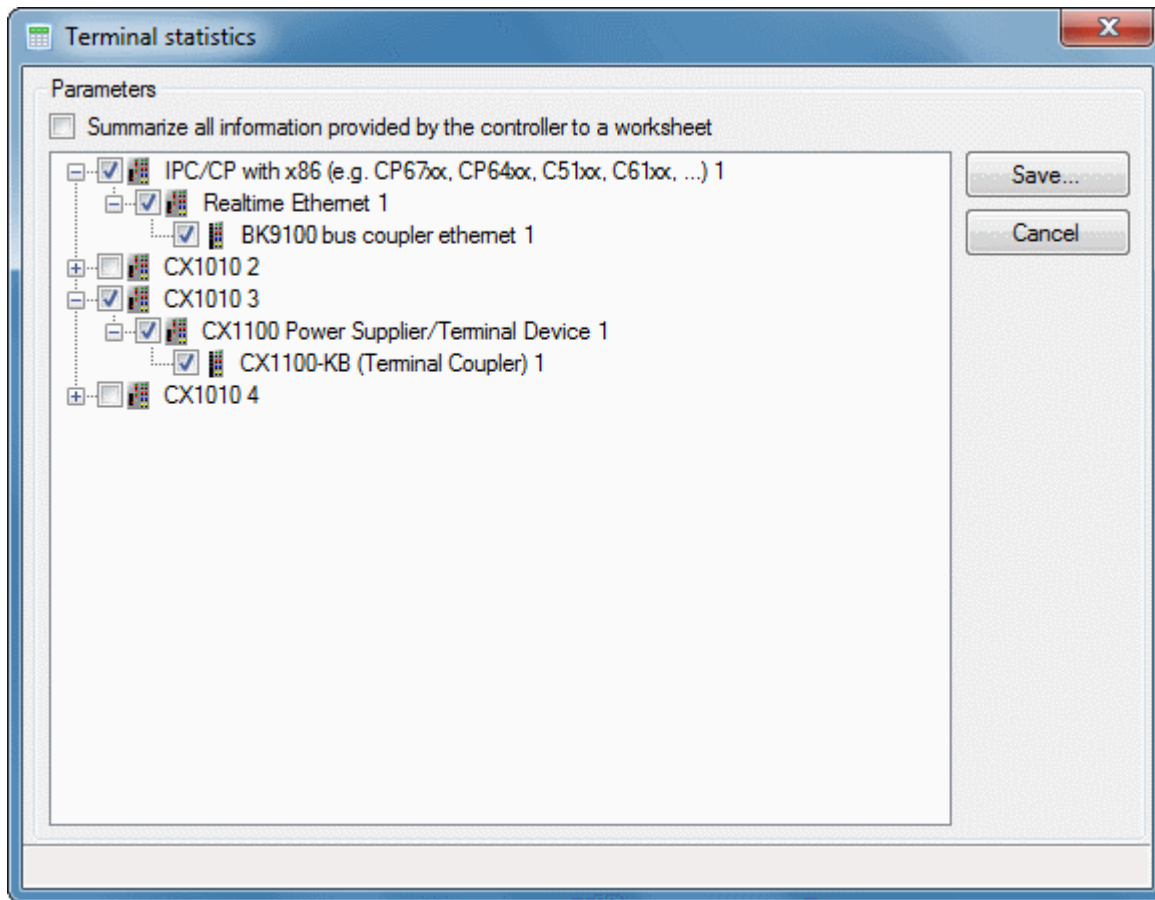 Terminal statistics
Parameters
Summarize all information provided by the controller to a worksheet
IPC/CP with x86 (e.g. CP67xx, CP64xx, C51xx, C61xx, ...) 1
Save...
Realtime Ethernet 1
BK9100 bus coupler ethernet 1
Cancel
CX1010 2
CX1010 3
CX1100 Power Supplier/Terminal Device 1
CX1100-KB (Terminal Coupler) 1
CX1010 4